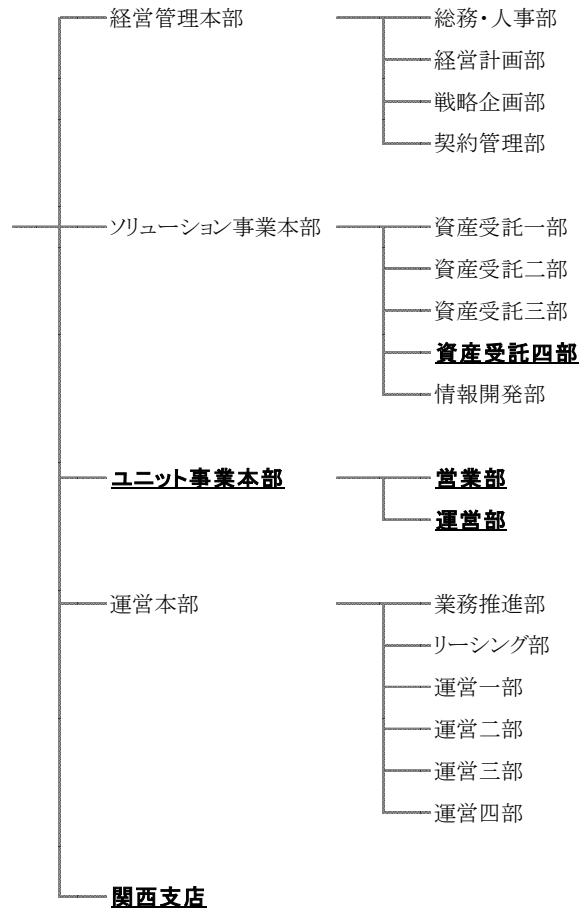 経営管理本部 総務・人事部
経営計画部
戦略企画部
契約管理部
ソリューション事業本部 資産受託一部
資産受託二部
資産受託三部
資産受託四部
情報開発部
ユニット事業本部 営業部
運営部
運営本部 業務推進部
リーシング部
運営一部
運営二部
運営三部
運営四部
関西支店